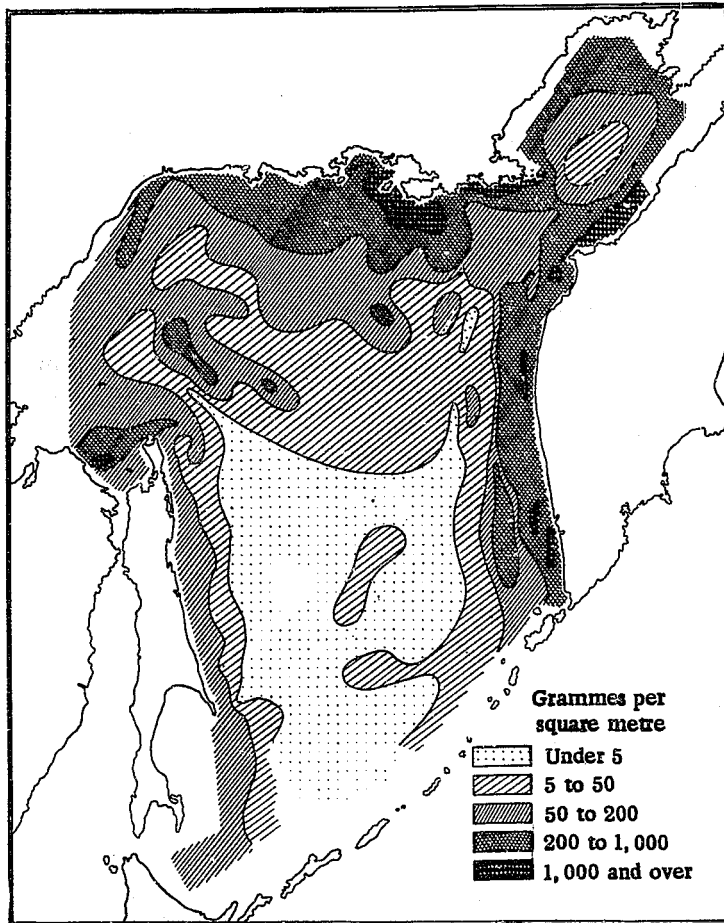 Grammes per
square metre
Under 5
5 to 50
50 to 200
200 to 1,000
1,000 and over